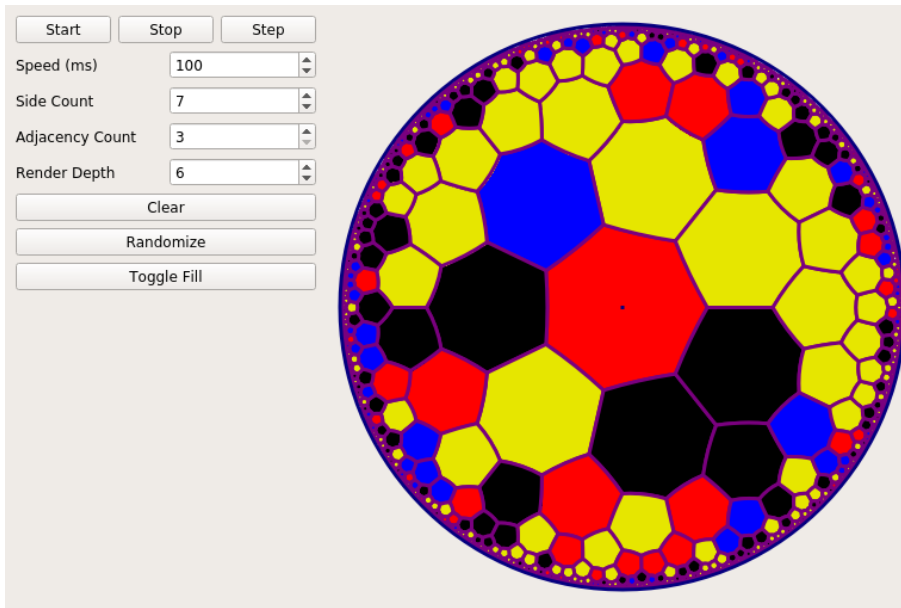 Start Stop Step
Speed (ms) 100
Side Count 7
Adjacency Count 3
Render Depth 6
Clear
Randomize
Toggle Fill